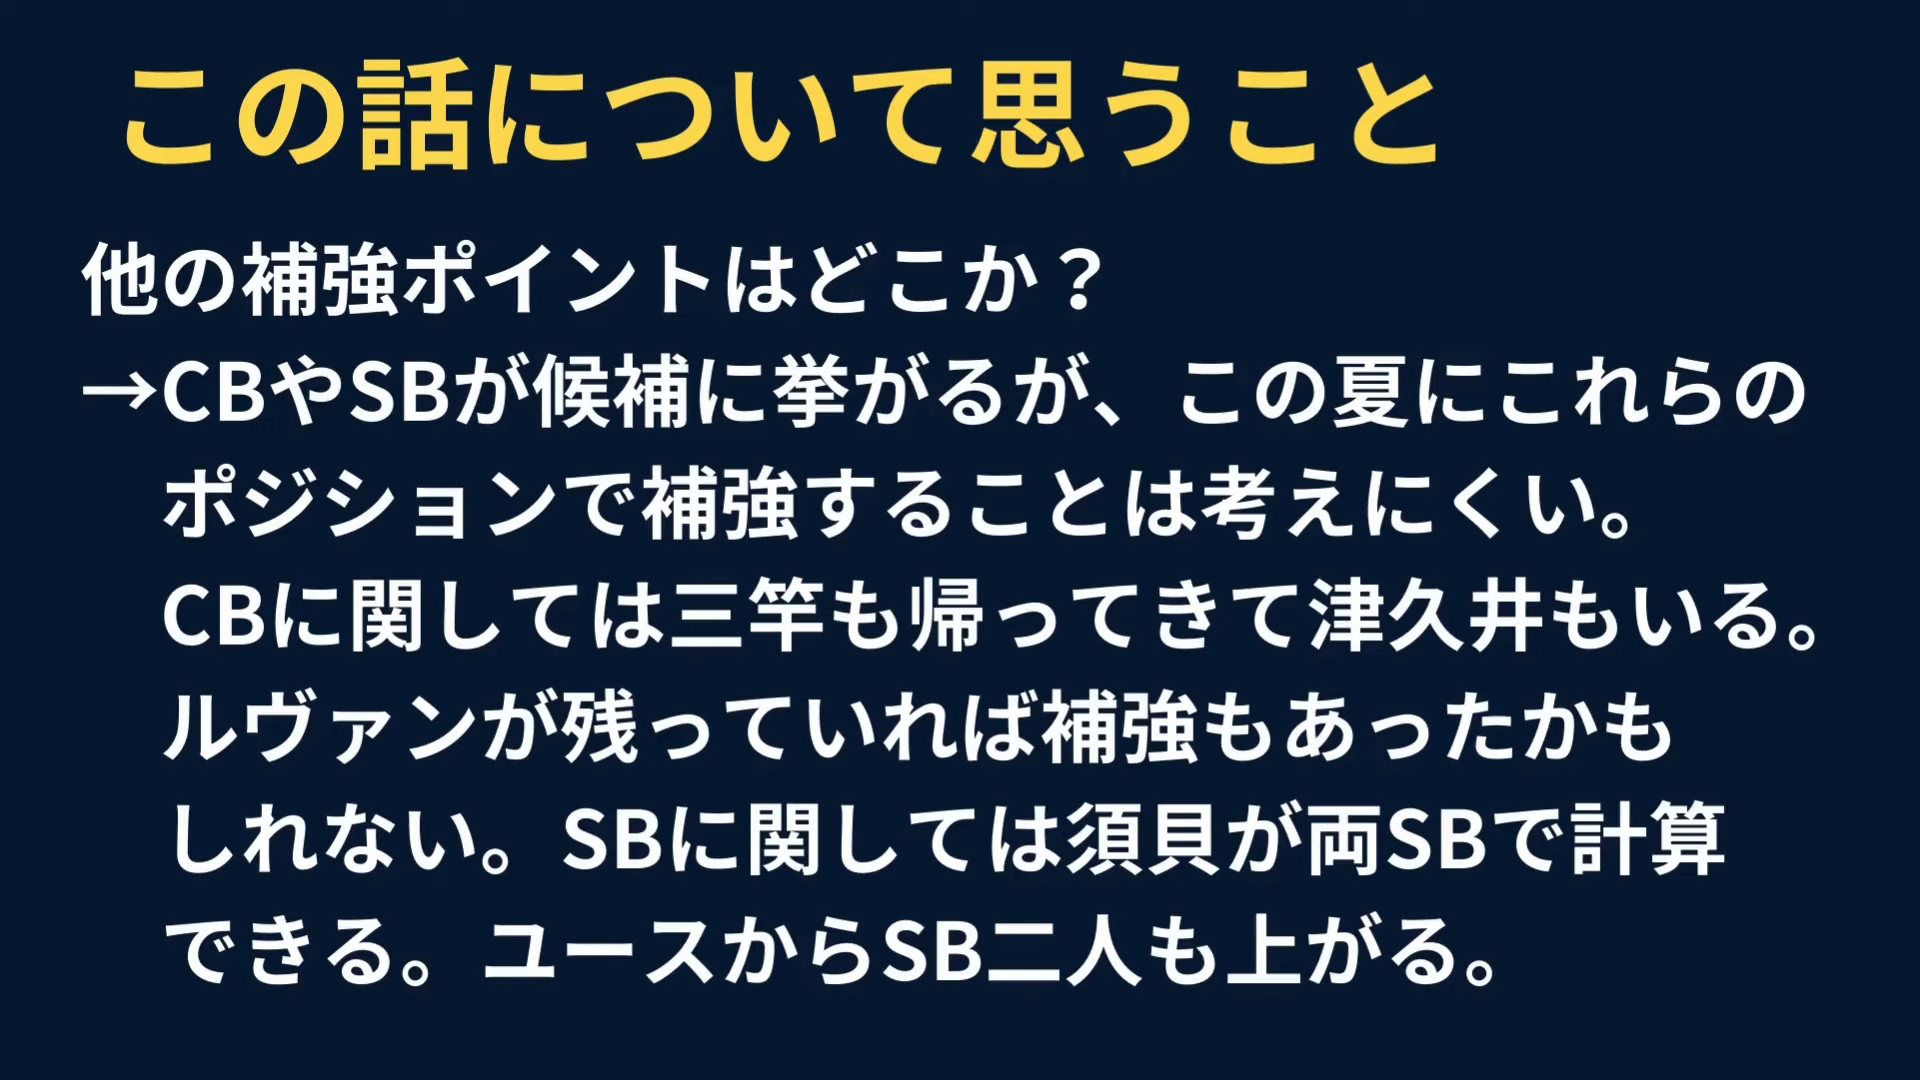 この話について思うこと
他の補強ポイントはどこか？
→CBやSBが候補に挙がるが、この夏にこれらの
ポジションで補強することは考えにくい。
CBに関しては三竿も帰ってきて津久井もいる。
ルヴァンが残っていれば補強もあったかも
しれない。SBに関しては須貝が両SBで計算
できる。ユースからSB二人も上がる。